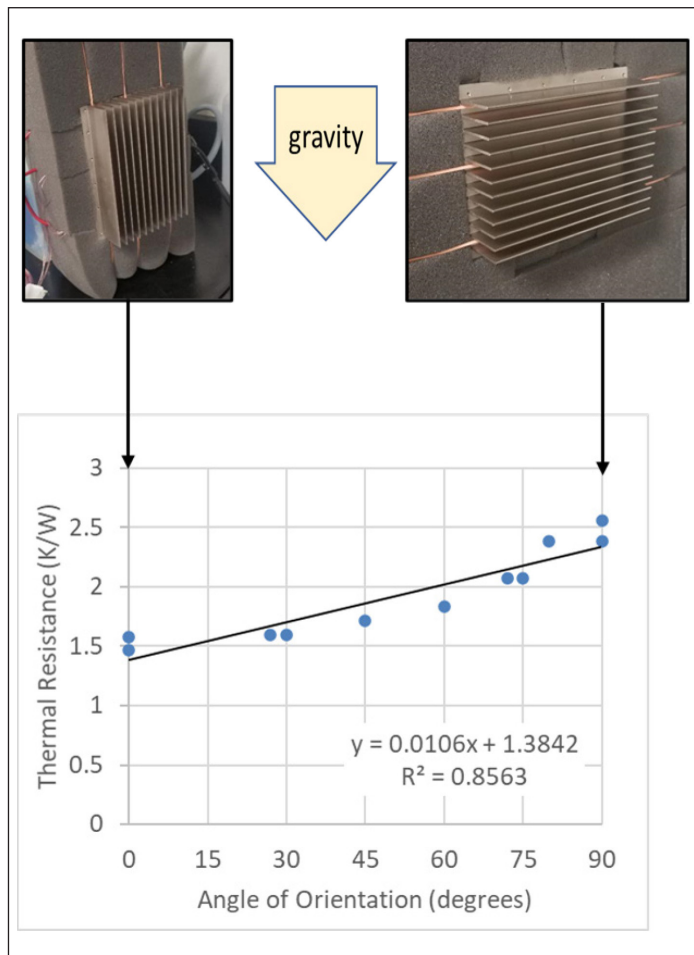 gravity
Thermal Resistance (K/W)
3
2.5
2
1.5
1
0.5
0
y = 0.0106x + 1.3842
R² = 0.8563
0 15 30 45 60 75 90
Angle of Orientation (degrees)